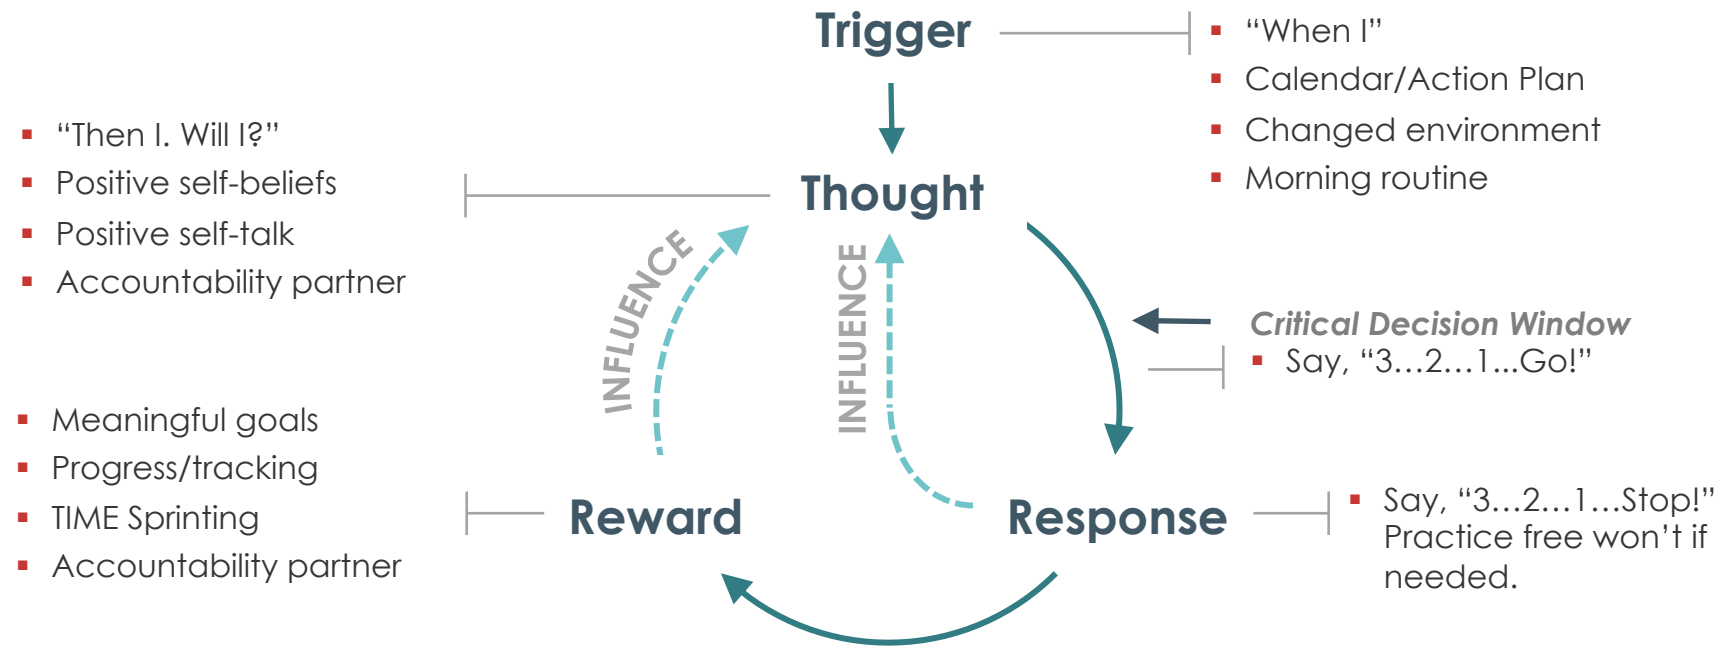 Trigger
“When I”
Calendar/Action Plan
Changed environment
Morning routine
“Then I. Will I?”
Positive self-beliefs
Positive self-talk
Accountability partner
Thought
INFLUENCE
INFLUENCE
Critical Decision Window
Say, “3…2…1...Go!”
Meaningful goals
Progress/tracking
TIME Sprinting
Accountability partner
Reward
Response
Say, “3…2…1…Stop!”
Practice free won’t if
needed.